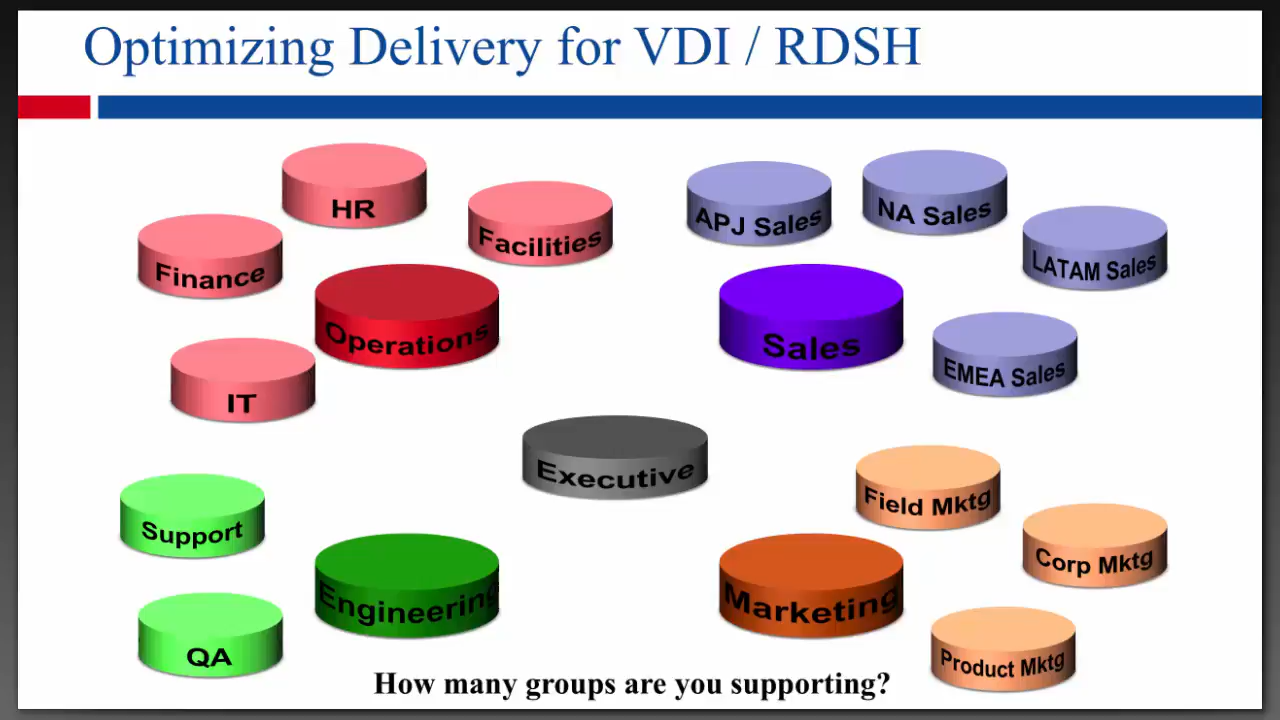 Optimizing Delivery for VDI / RDSH
HR
Facilities
Finance
Operations
IT
APJ Sales
NA Sales
LATAM Sales
Sales
EMEA Sales
Executive
Support
Engineering
QA
Field Mktg
Corp Mktg
Marketing
Product Mktg
How many groups are you supporting?